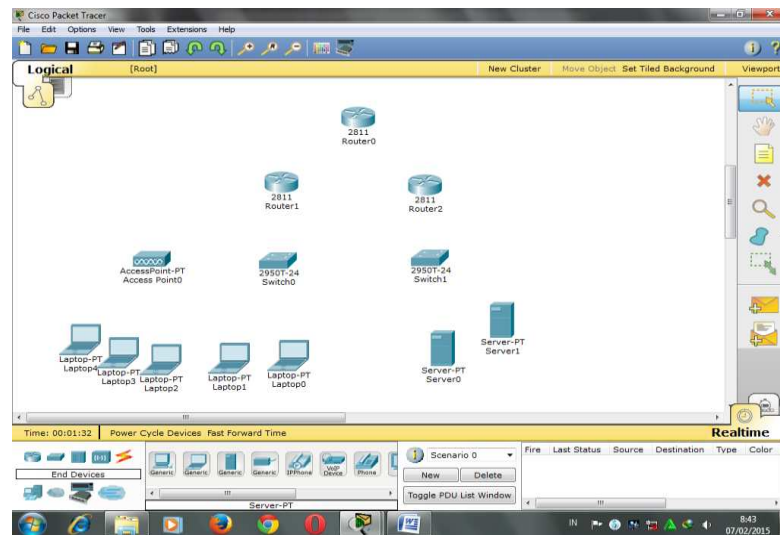 Cisco Packet Tracer
File Edit Options View Tools Extensions Help
Logical [Root] New Cluster Move Object Set Tiled Background Viewport
2811
Router0
2811
Router1
2811
Router2
AccessPoint-PT
Access Point0
2950T-24
Switch0
2950T-24
Switch1
Laptop-PT
Laptop4
Laptop-PT
Laptop3
Laptop-PT
Laptop2
Laptop-PT
Laptop1
Laptop-PT
Laptop0
Server-PT
Server0
Server-PT
Server1
Time: 00:01:32 Power Cycle Devices Fast Forward Time Realtime
End Devices
Generic Generic Generic Generic IPPhone VoIP Device Phone
Server-PT
Scenario 0
New Delete
Toggle PDU List Window
Fire Last Status Source Destination Type Color
IN 8:43
07/02/2015